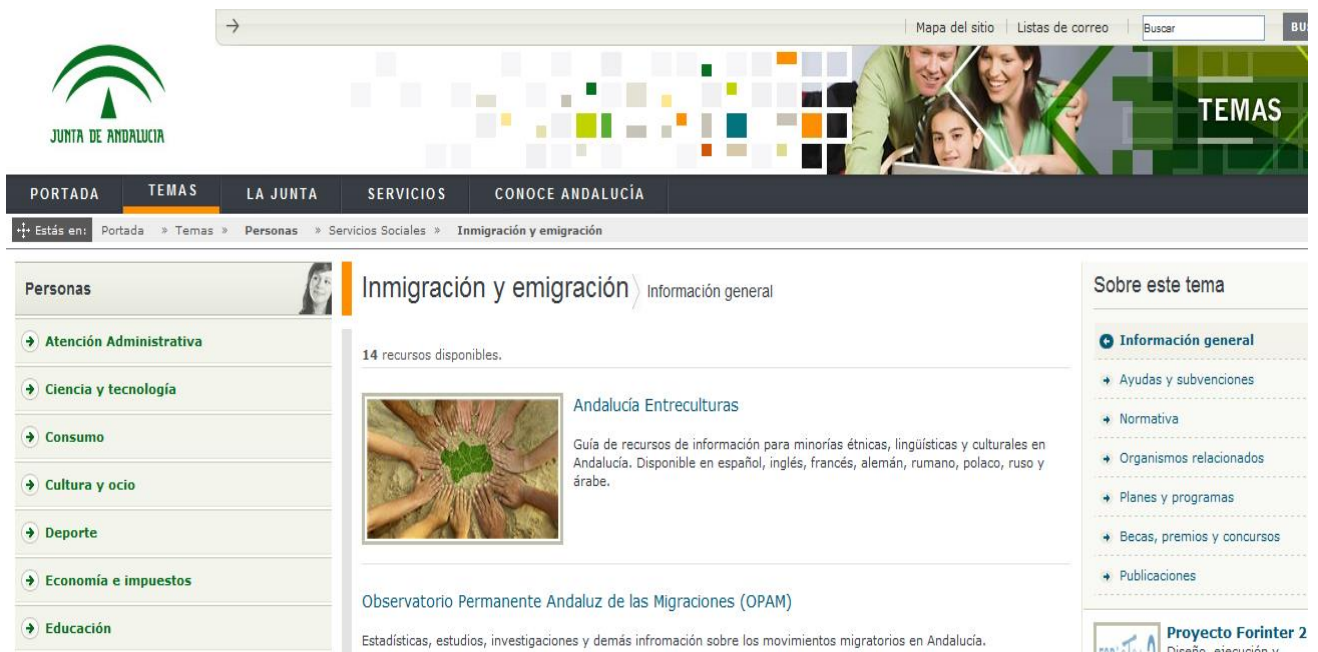 Mapa del sitio
Listas de correo
Buscar
JUNTA DE ANDALUCIA
TEMAS
PORTADA
TEMAS
LA JUNTA
SERVICIOS
CONOCE ANDALUCÍA
Estás en: Portada » Temas » Personas » Servicios Sociales » Inmigración y emigración
Personas
Atención Administrativa
Ciencia y tecnología
Consumo
Cultura y ocio
Deporte
Economía e impuestos
Educación
Inmigración y emigración Información general
14 recursos disponibles.
Andalucía Entreculturas
Guía de recursos de información para minorías étnicas, lingüísticas y culturales en
Andalucía. Disponible en español, inglés, francés, alemán, rumano, polaco, ruso y
árabe.
Observatorio Permanente Andaluz de las Migraciones (OPAM)
Estadísticas, estudios, investigaciones y demás infromación sobre los movimientos migratorios en Andalucía.
Sobre este tema
Información general
Ayudas y subvenciones
Normativa
Organismos relacionados
Planes y programas
Becas, premios y concursos
Publicaciones
Proyecto Forinter 2
Diseño, ejecución y